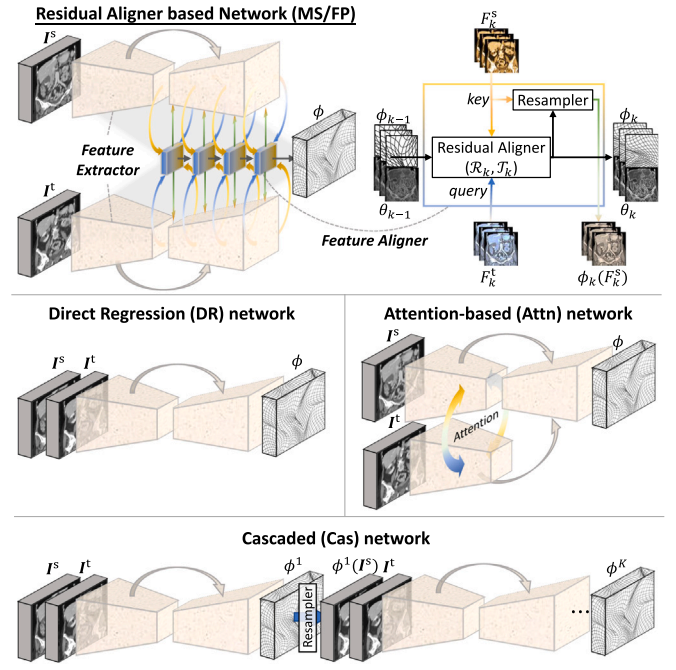 Residual Aligner based Network (MS/FP)
I^s
I^t
Feature
Extractor
ϕ
Feature Aligner
F_k^s
key
Resampler
ϕ_{k−1}
Residual Aligner
(ℛ_k, 𝒯_k)
query
θ_{k−1}
ϕ_k
θ_k
F_k^t
ϕ_k(F_k^s)
Direct Regression (DR) network
I^s I^t
ϕ
Attention-based (Attn) network
I^s
I^t
Attention
ϕ
Cascaded (Cas) network
I^s I^t
ϕ^1
Resampler
ϕ^1(I^s) I^t
...
ϕ^K